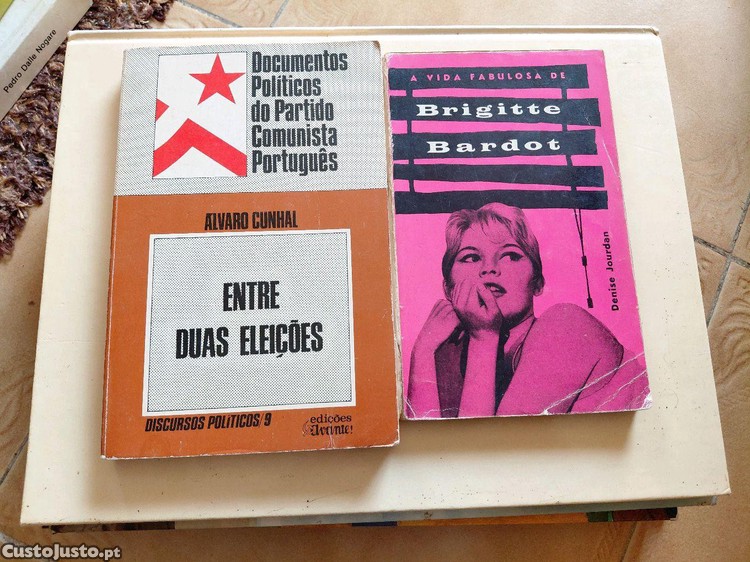 Pedro Dalle Nogare
Documentos
Políticos
do Partido
Comunista
Português
ÁLVARO CUNHAL
ENTRE
DUAS ELEIÇÕES
DISCURSOS POLÍTICOS/9
edições
Avante!
A VIDA FABULOSA DE
Brigitte
Bardot
Denise Jourdan
CustoJusto.pt